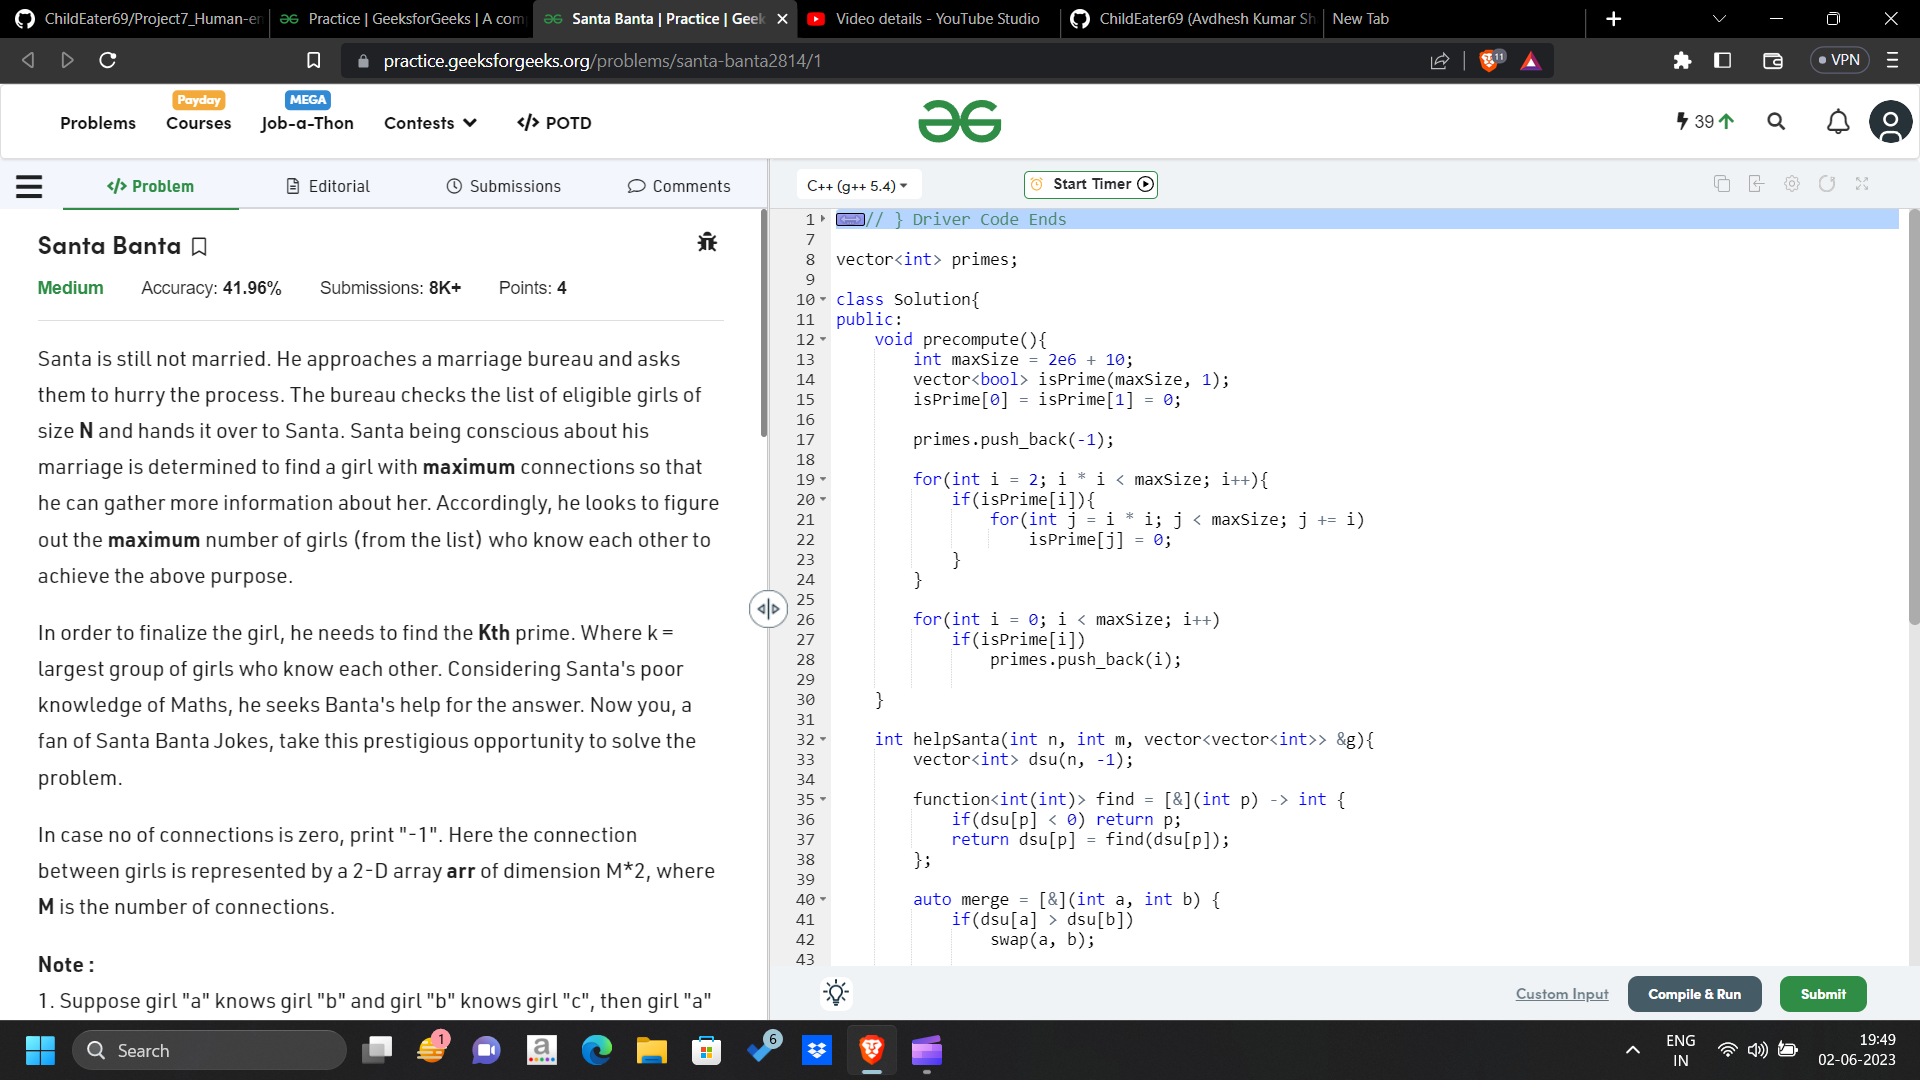 ChildEater69/Project7_Human-en
Practice | GeeksforGeeks | A com
Santa Banta | Practice | Geek
Video details - YouTube Studio
ChildEater69 (Avdhesh Kumar Sh
New Tab
practice.geeksforgeeks.org/problems/santa-banta2814/1
11
VPN
Payday
MEGA
Problems
Courses
Job-a-Thon
Contests
</> POTD
39
</> Problem
Editorial
Submissions
Comments
C++ (g++ 5.4)
Start Timer
Santa Banta
Medium Accuracy: 41.96% Submissions: 8K+ Points: 4
Santa is still not married. He approaches a marriage bureau and asks
them to hurry the process. The bureau checks the list of eligible girls of
size N and hands it over to Santa. Santa being conscious about his
marriage is determined to find a girl with maximum connections so that
he can gather more information about her. Accordingly, he looks to figure
out the maximum number of girls (from the list) who know each other to
achieve the above purpose.
In order to finalize the girl, he needs to find the Kth prime. Where k =
largest group of girls who know each other. Considering Santa's poor
knowledge of Maths, he seeks Banta's help for the answer. Now you, a
fan of Santa Banta Jokes, take this prestigious opportunity to solve the
problem.
In case no of connections is zero, print "-1". Here the connection
between girls is represented by a 2-D array arr of dimension M*2, where
M is the number of connections.
Note :
1. Suppose girl "a" knows girl "b" and girl "b" knows girl "c", then girl "a"
1 // } Driver Code Ends
7
8 vector<int> primes;
9
10 class Solution{
11 public:
12     void precompute(){
13         int maxSize = 2e6 + 10;
14         vector<bool> isPrime(maxSize, 1);
15         isPrime[0] = isPrime[1] = 0;
16
17         primes.push_back(-1);
18
19         for(int i = 2; i * i < maxSize; i++){
20             if(isPrime[i]){
21                 for(int j = i * i; j < maxSize; j += i)
22                     isPrime[j] = 0;
23             }
24         }
25
26         for(int i = 0; i < maxSize; i++)
27             if(isPrime[i])
28                 primes.push_back(i);
29
30     }
31
32     int helpSanta(int n, int m, vector<vector<int>> &g){
33         vector<int> dsu(n, -1);
34
35         function<int(int)> find = [&](int p) -> int {
36             if(dsu[p] < 0) return p;
37             return dsu[p] = find(dsu[p]);
38         };
39
40         auto merge = [&](int a, int b) {
41             if(dsu[a] > dsu[b])
42                 swap(a, b);
43
Custom Input
Compile & Run
Submit
Search
1
a
6
ENG
IN
19:49
02-06-2023